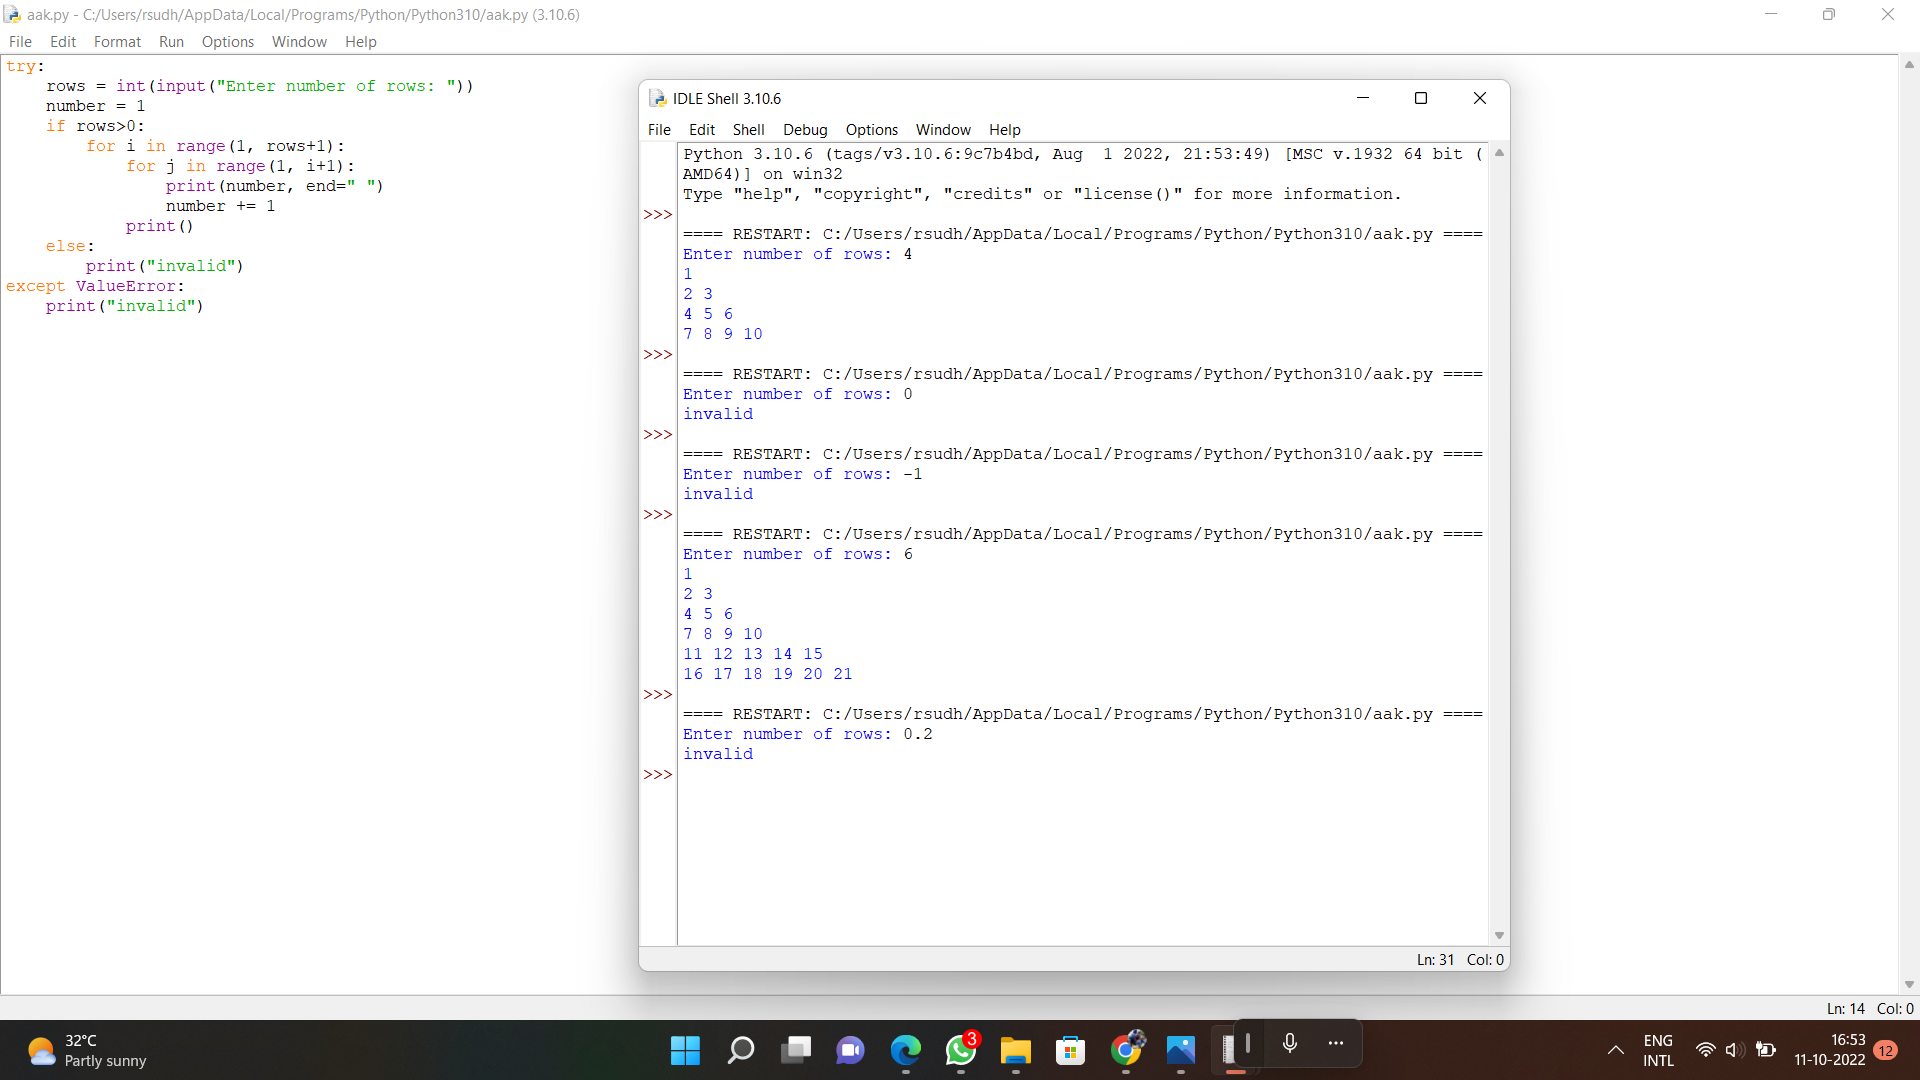 aak.py - C:/Users/rsudh/AppData/Local/Programs/Python/Python310/aak.py (3.10.6)
File Edit Format Run Options Window Help
try:
    rows = int(input("Enter number of rows: "))
    number = 1
    if rows>0:
        for i in range(1, rows+1):
            for j in range(1, i+1):
                print(number, end=" ")
                number += 1
            print()
    else:
        print("invalid")
except ValueError:
    print("invalid")
IDLE Shell 3.10.6
File Edit Shell Debug Options Window Help
Python 3.10.6 (tags/v3.10.6:9c7b4bd, Aug  1 2022, 21:53:49) [MSC v.1932 64 bit (
AMD64)] on win32
Type "help", "copyright", "credits" or "license()" for more information.
>>>
==== RESTART: C:/Users/rsudh/AppData/Local/Programs/Python/Python310/aak.py ====
Enter number of rows: 4
1
2 3
4 5 6
7 8 9 10
>>>
==== RESTART: C:/Users/rsudh/AppData/Local/Programs/Python/Python310/aak.py ====
Enter number of rows: 0
invalid
>>>
==== RESTART: C:/Users/rsudh/AppData/Local/Programs/Python/Python310/aak.py ====
Enter number of rows: -1
invalid
>>>
==== RESTART: C:/Users/rsudh/AppData/Local/Programs/Python/Python310/aak.py ====
Enter number of rows: 6
1
2 3
4 5 6
7 8 9 10
11 12 13 14 15
16 17 18 19 20 21
>>>
==== RESTART: C:/Users/rsudh/AppData/Local/Programs/Python/Python310/aak.py ====
Enter number of rows: 0.2
invalid
>>>
Ln: 31 Col: 0
Ln: 14 Col: 0
32°C
Partly sunny
3
ENG
INTL
16:53
11-10-2022
12